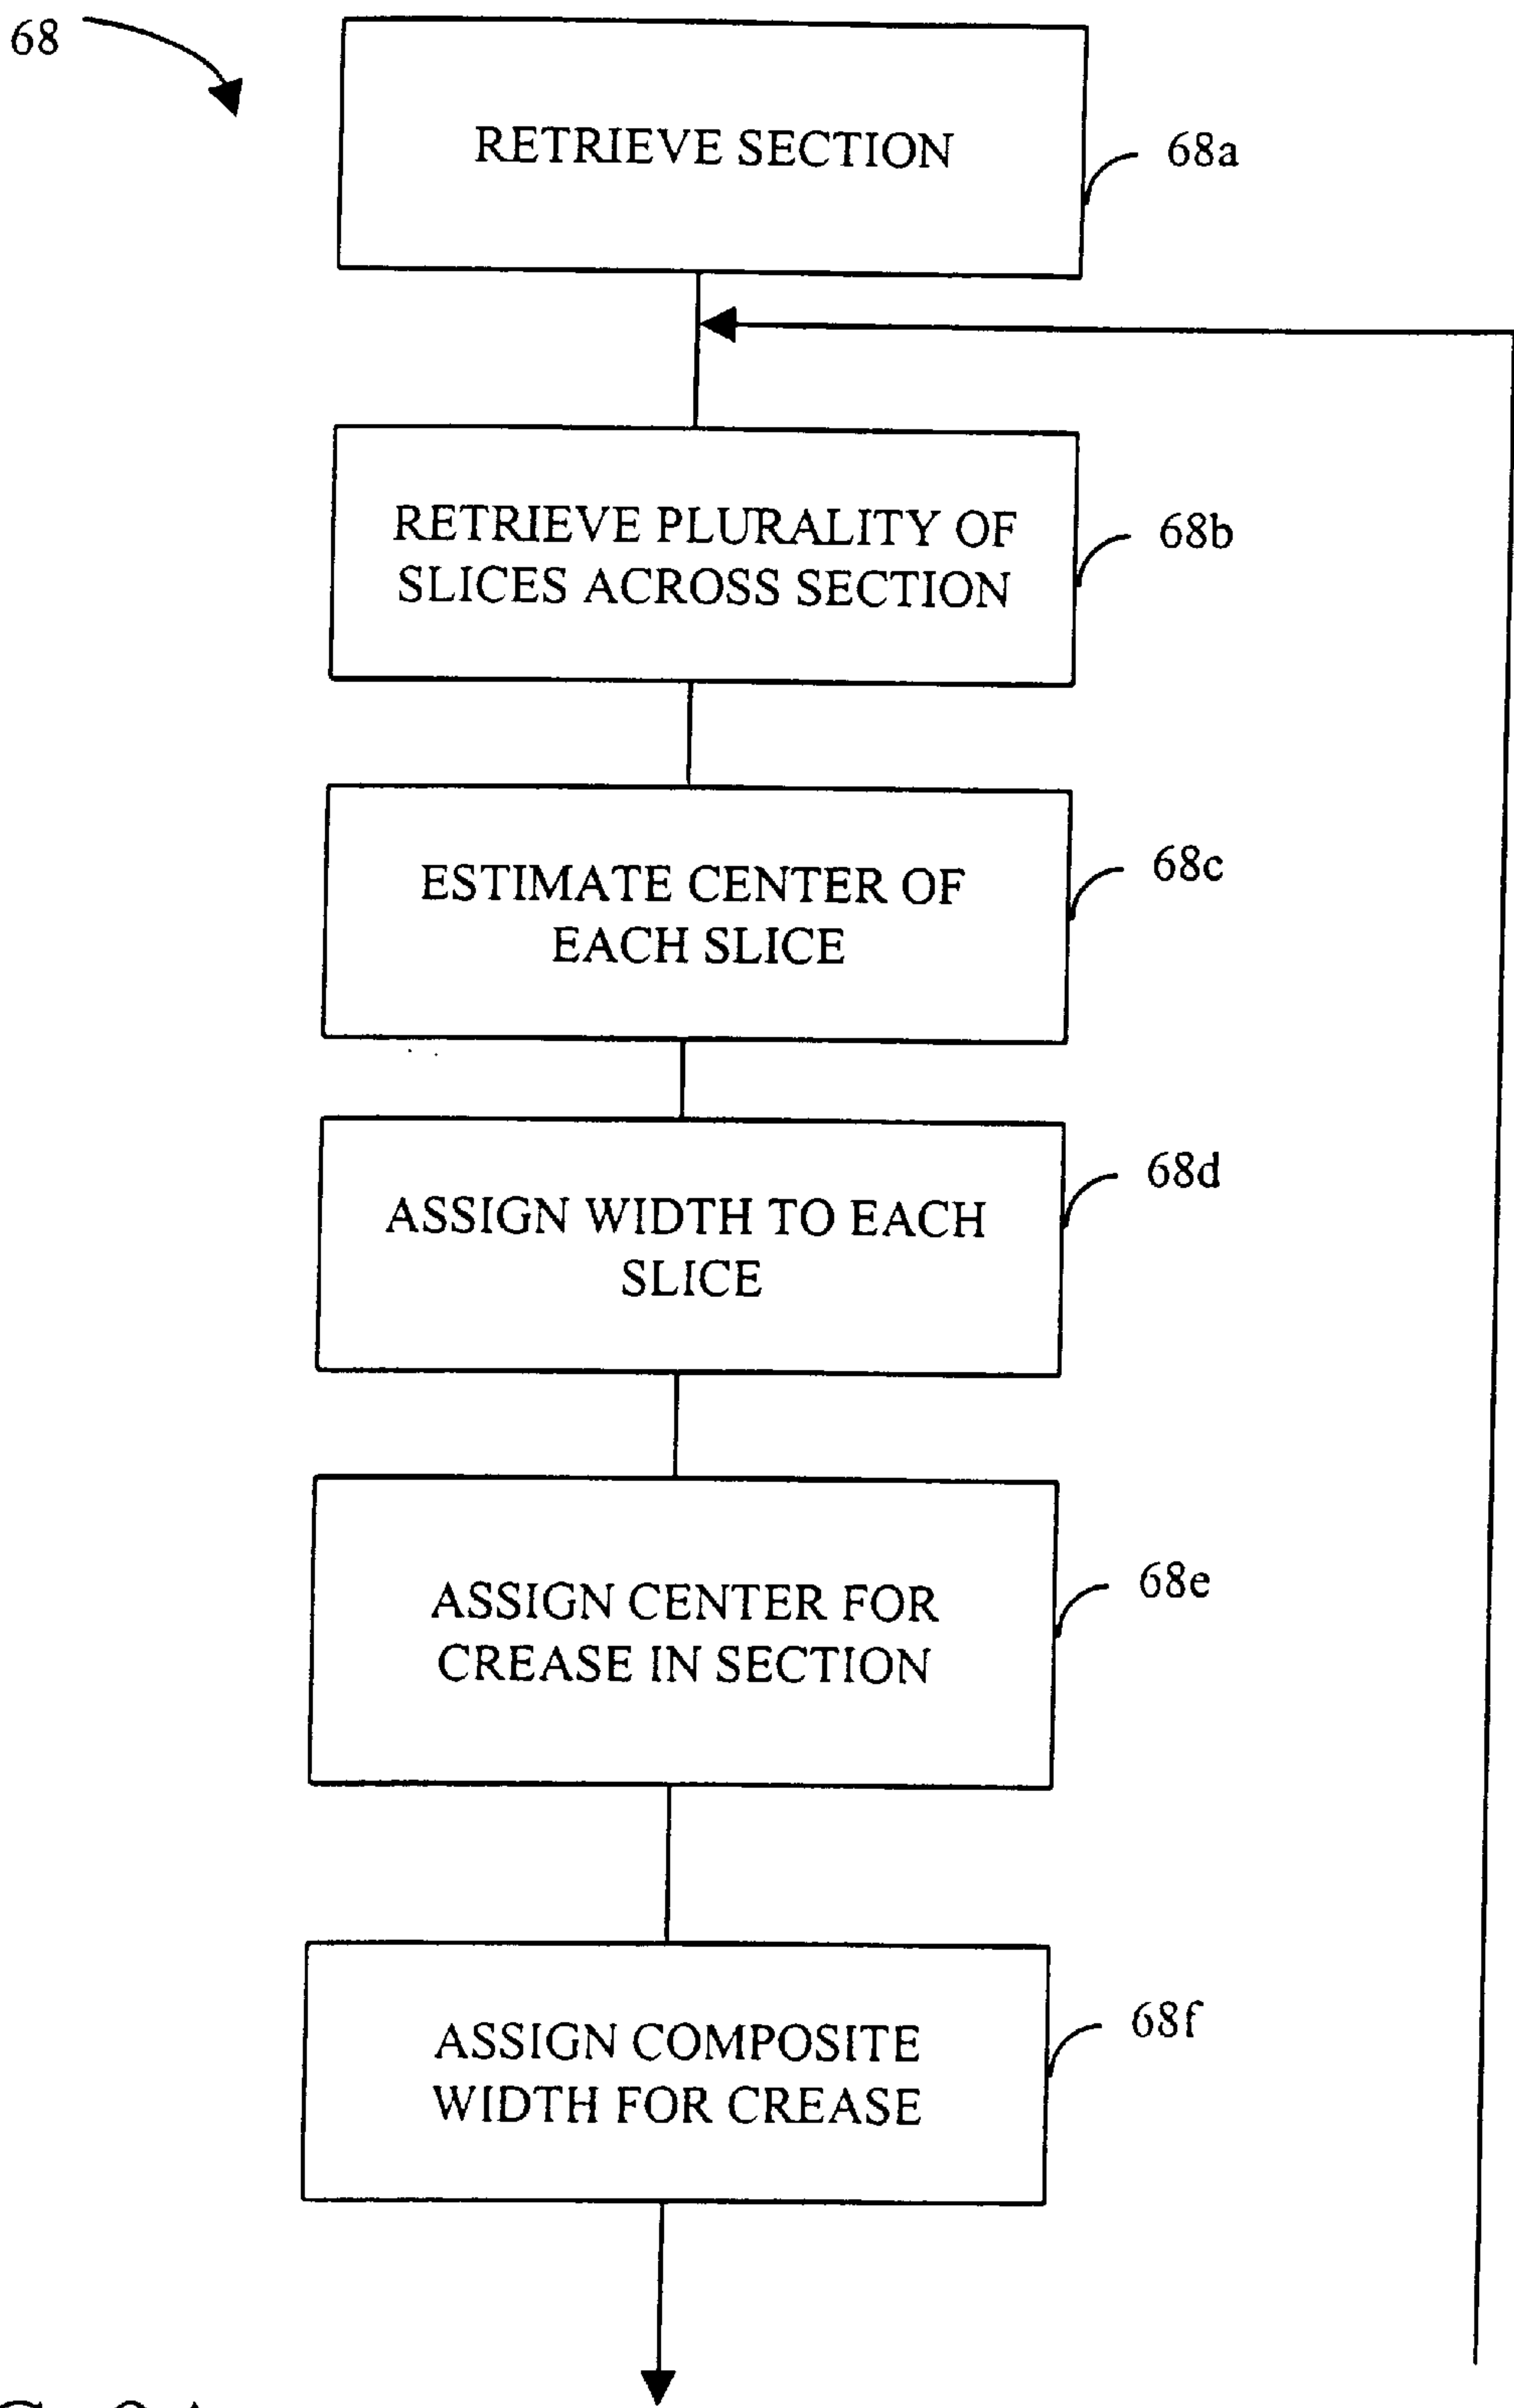 68
RETRIEVE SECTION
68a
RETRIEVE PLURALITY OF
SLICES ACROSS SECTION
68b
ESTIMATE CENTER OF
EACH SLICE
68c
ASSIGN WIDTH TO EACH
SLICE
68d
ASSIGN CENTER FOR
CREASE IN SECTION
68e
ASSIGN COMPOSITE
WIDTH FOR CREASE
68f